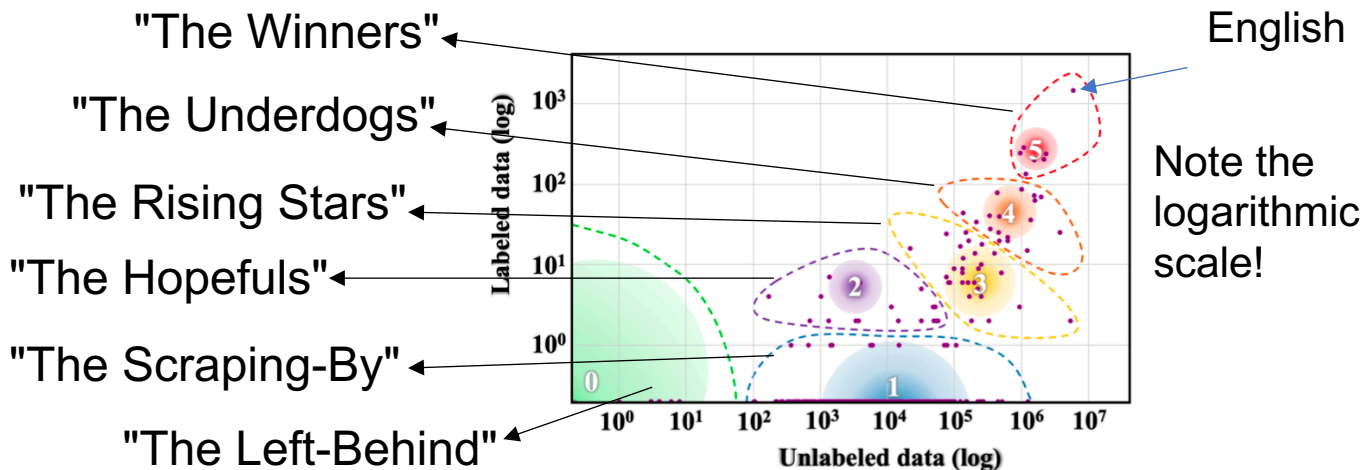 "The Winners"
English
"The Underdogs"
Note the
logarithmic
scale!
"The Rising Stars"
"The Hopefuls"
"The Scraping-By"
"The Left-Behind"
Labeled data (log)
10³
10²
10¹
10⁰
5
4
3
2
1
0
10⁰ 10¹ 10² 10³ 10⁴ 10⁵ 10⁶ 10⁷
Unlabeled data (log)